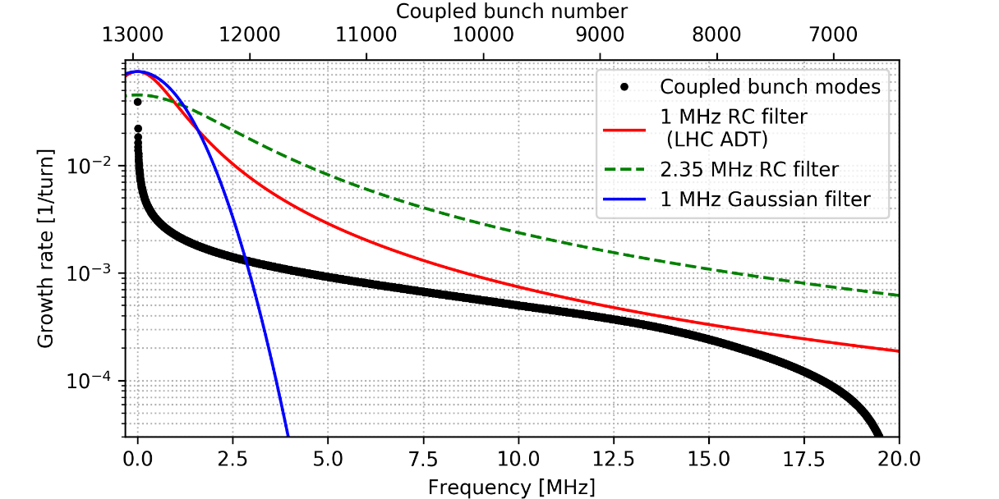 Coupled bunch number
13000 12000 11000 10000 9000 8000 7000
Coupled bunch modes
1 MHz RC filter
(LHC ADT)
2.35 MHz RC filter
1 MHz Gaussian filter
Growth rate [1/turn]
10⁻²
10⁻³
10⁻⁴
0.0 2.5 5.0 7.5 10.0 12.5 15.0 17.5 20.0
Frequency [MHz]